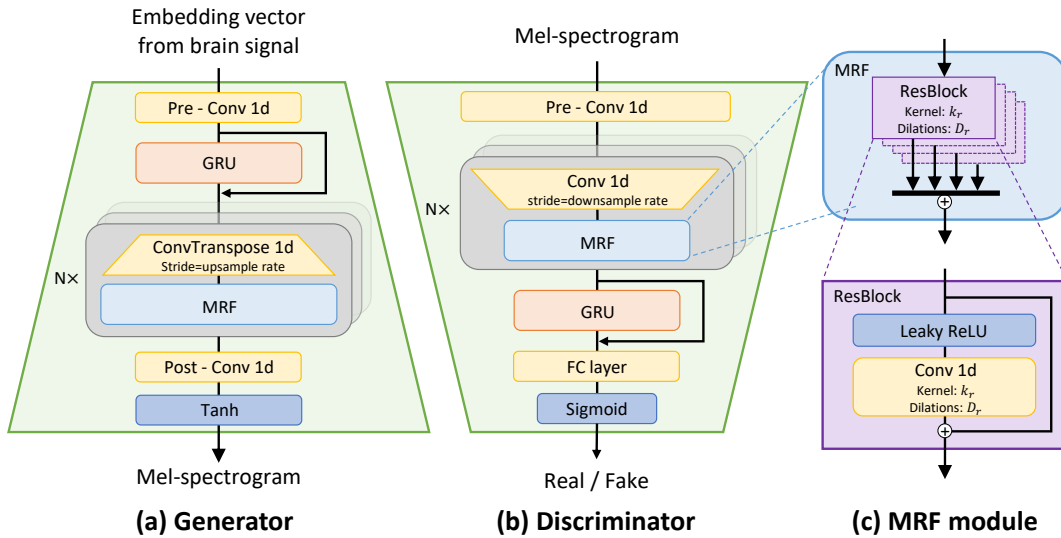 Embedding vector
from brain signal
Pre - Conv 1d
GRU
N×
ConvTranspose 1d
Stride=upsample rate
MRF
Post - Conv 1d
Tanh
Mel-spectrogram
(a) Generator
Mel-spectrogram
Pre - Conv 1d
N×
Conv 1d
stride=downsample rate
MRF
GRU
FC layer
Sigmoid
Real / Fake
(b) Discriminator
MRF
ResBlock
Kernel: kᵣ
Dilations: Dᵣ
+
ResBlock
Leaky ReLU
Conv 1d
Kernel: kᵣ
Dilations: Dᵣ
+
(c) MRF module